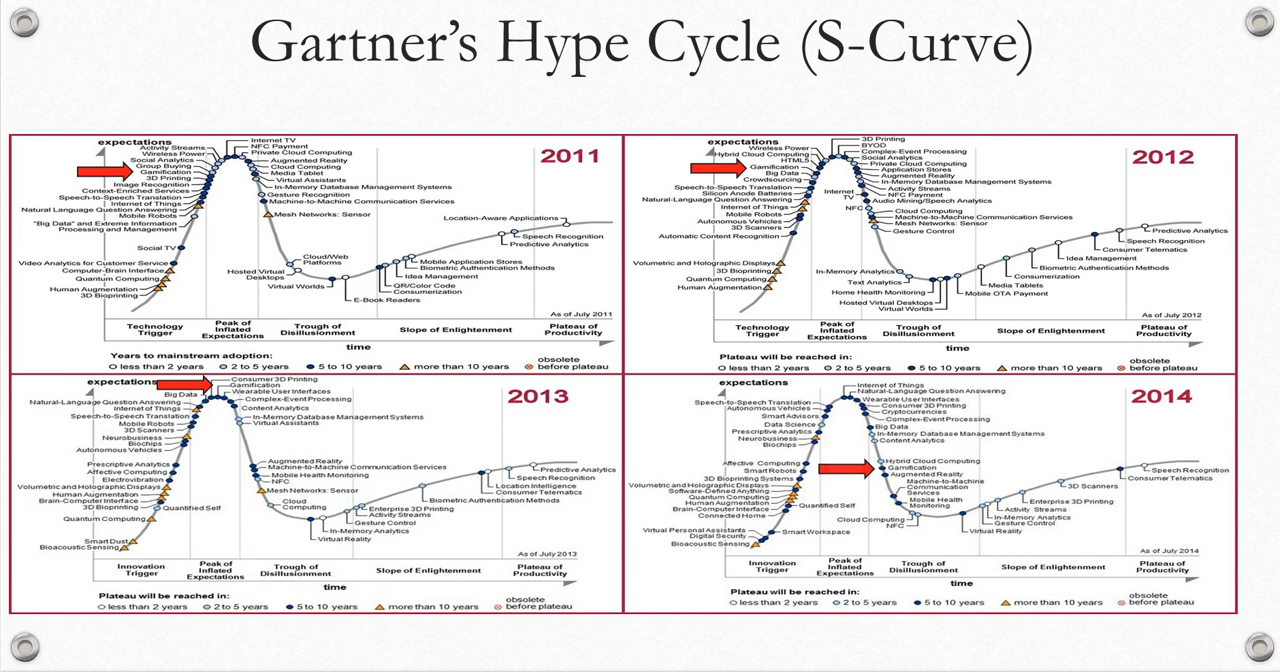 Gartner's Hype Cycle (S-Curve)
2011
expectations
Activity Streams
Wireless Power
Social Analytics
Group Buying
Gamification
3D Printing
Image Recognition
Context-Enriched Services
Speech-to-Speech Translation
Internet of Things
Natural Language Question Answering
Mobile Robots
"Big Data" and Extreme Information
Processing and Management
Social TV
Video Analytics for Customer Service
Computer-Brain Interface
Quantum Computing
Human Augmentation
3D Bioprinting
Internet TV
NFC Payment
Private Cloud Computing
Augmented Reality
Cloud Computing
Media Tablet
Virtual Assistants
In-Memory Database Management Systems
Gesture Recognition
Machine-to-Machine Communication Services
Mesh Networks: Sensor
Cloud/Web
Platforms
Hosted Virtual
Desktops
Virtual Worlds
E-Book Readers
Location-Aware Applications
Speech Recognition
Predictive Analytics
Mobile Application Stores
Biometric Authentication Methods
Idea Management
QR/Color Code
Consumerization
As of July 2011
Technology
Trigger
Peak of
Inflated
Expectations
Trough of
Disillusionment
Slope of Enlightenment
Plateau of
Productivity
time
Years to mainstream adoption:
less than 2 years
2 to 5 years
5 to 10 years
more than 10 years
obsolete
before plateau
2012
expectations
Wireless Power
Hybrid Cloud Computing
HTML5
Gamification
Big Data
Crowdsourcing
Speech-to-Speech Translation
Silicon Anode Batteries
Natural-Language Question Answering
Internet of Things
Mobile Robots
Autonomous Vehicles
3D Scanners
Automatic Content Recognition
Volumetric and Holographic Displays
3D Bioprinting
Quantum Computing
Human Augmentation
3D Printing
BYOD
Complex-Event Processing
Social Analytics
Private Cloud Computing
Application Stores
Augmented Reality
In-Memory Database Management Systems
Activity Streams
Internet
TV
NFC Payment
Audio Mining/Speech Analytics
NFC
Cloud Computing
Machine-to-Machine Communication Services
Mesh Networks: Sensor
Gesture Control
In-Memory Analytics
Text Analytics
Home Health Monitoring
Hosted Virtual Desktops
Virtual Worlds
Mobile OTA Payment
Media Tablets
Consumerization
Biometric Authentication Methods
Idea Management
Consumer Telematics
Speech Recognition
Predictive Analytics
As of July 2012
Technology
Trigger
Peak of
Inflated
Expectations
Trough of
Disillusionment
Slope of Enlightenment
Plateau of
Productivity
time
Plateau will be reached in:
less than 2 years
2 to 5 years
5 to 10 years
more than 10 years
obsolete
before plateau
2013
expectations
Big Data
Natural-Language Question Answering
Internet of Things
Speech-to-Speech Translation
Mobile Robots
3D Scanners
Neurobusiness
Biochips
Autonomous Vehicles
Prescriptive Analytics
Affective Computing
Electrovibration
Volumetric and Holographic Displays
Human Augmentation
Brain-Computer Interface
3D Bioprinting
Quantified Self
Quantum Computing
Smart Dust
Bioacoustic Sensing
Consumer 3D Printing
Gamification
Wearable User Interfaces
Complex-Event Processing
Content Analytics
In-Memory Database Management Systems
Virtual Assistants
Augmented Reality
Machine-to-Machine Communication Services
Mobile Health Monitoring
NFC
Mesh Networks: Sensor
Cloud
Computing
Virtual Reality
In-Memory Analytics
Gesture Control
Activity Streams
Enterprise 3D Printing
Biometric Authentication Methods
Consumer Telematics
Location Intelligence
Speech Recognition
Predictive Analytics
As of July 2013
Innovation
Trigger
Peak of
Inflated
Expectations
Trough of
Disillusionment
Slope of Enlightenment
Plateau of
Productivity
time
Plateau will be reached in:
less than 2 years
2 to 5 years
5 to 10 years
more than 10 years
obsolete
before plateau
2014
expectations
Speech-to-Speech Translation
Autonomous Vehicles
Smart Advisors
Data Science
Prescriptive Analytics
Neurobusiness
Biochips
Affective Computing
Smart Robots
3D Bioprinting Systems
Volumetric and Holographic Displays
Software-Defined Anything
Quantum Computing
Human Augmentation
Brain-Computer Interface
Connected Home
Quantified Self
Virtual Personal Assistants
Digital Security
Bioacoustic Sensing
Smart Workspace
Internet of Things
Natural-Language Question Answering
Wearable User Interfaces
Consumer 3D Printing
Cryptocurrencies
Complex-Event Processing
Big Data
In-Memory Database Management Systems
Content Analytics
Hybrid Cloud Computing
Gamification
Augmented Reality
Machine-to-Machine
Communication
Services
Mobile Health
Monitoring
Cloud Computing
NFC
Virtual Reality
Gesture Control
In-Memory Analytics
Activity Streams
Enterprise 3D Printing
3D Scanners
Consumer Telematics
Speech Recognition
As of July 2014
Innovation
Trigger
Peak of
Inflated
Expectations
Trough of
Disillusionment
Slope of Enlightenment
Plateau of
Productivity
time
Plateau will be reached in:
less than 2 years
2 to 5 years
5 to 10 years
more than 10 years
obsolete
before plateau